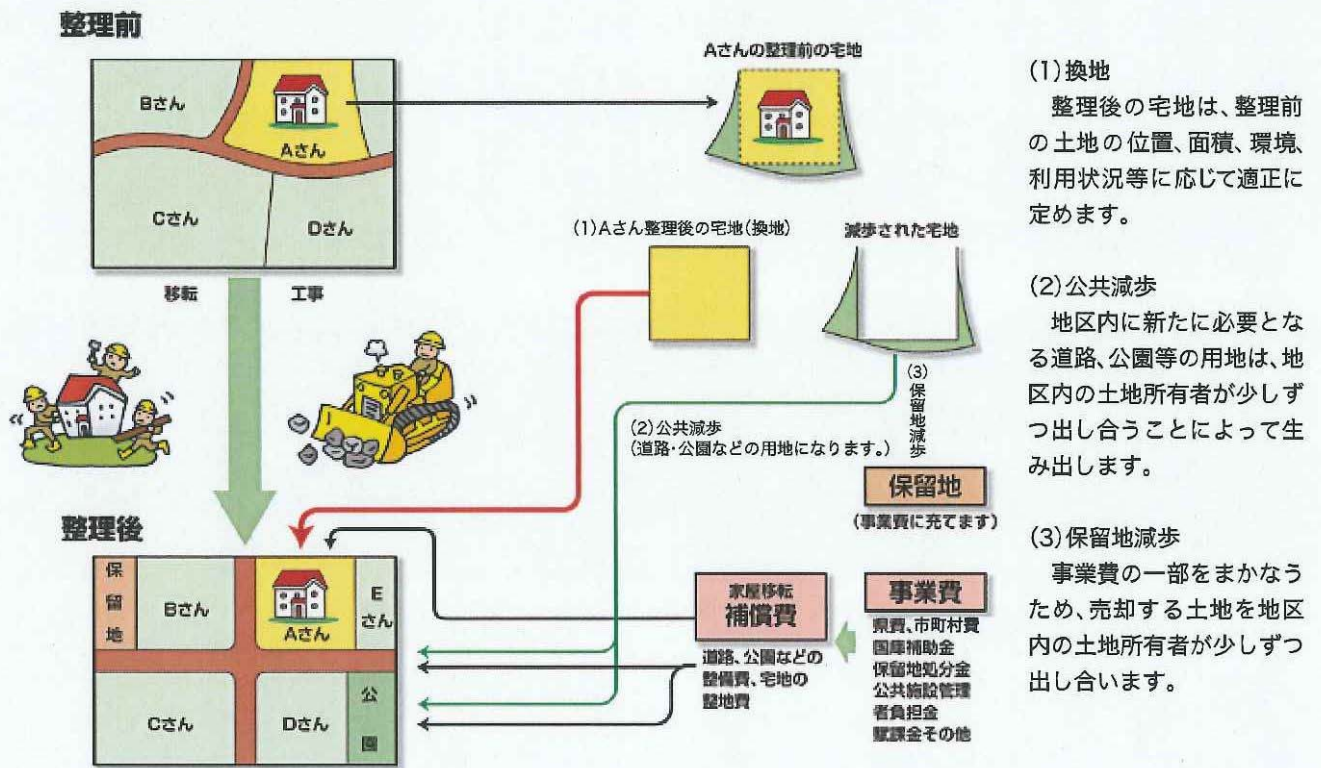 整理前
Bさん
Aさん
Cさん
Dさん
Aさんの整理前の宅地
(1)Aさん整理後の宅地(換地)
減歩された宅地
移転
工事
(3)保留地減歩
(2)公共減歩
(道路・公園などの用地になります。)
保留地
(事業費に充てます)
整理後
保留地
Bさん
Aさん
Eさん
Cさん
Dさん
公園
家屋移転
補償費
道路、公園などの
整備費、宅地の
整地費
事業費
県費、市町村費
国庫補助金
保留地処分金
公共施設管理
者負担金
賦課金その他
(1)換地
整理後の宅地は、整理前
の土地の位置、面積、環境、
利用状況等に応じて適正に
定めます。
(2)公共減歩
地区内に新たに必要とな
る道路、公園等の用地は、地
区内の土地所有者が少しず
つ出し合うことによって生
み出します。
(3)保留地減歩
事業費の一部をまかなう
ため、売却する土地を地区
内の土地所有者が少しずつ
出し合います。